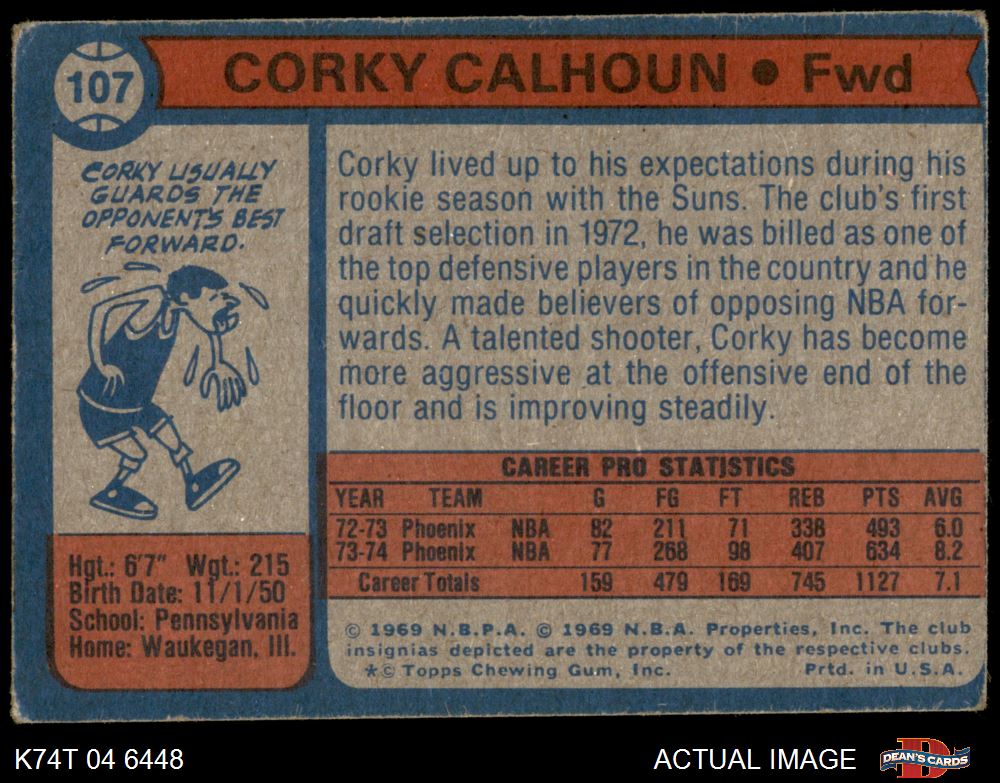 107
CORKY CALHOUN • Fwd
CORKY USUALLY
GUARDS THE
OPPONENT'S BEST
FORWARD.
Corky lived up to his expectations during his
rookie season with the Suns. The club's first
draft selection in 1972, he was billed as one of
the top defensive players in the country and he
quickly made believers of opposing NBA for-
wards. A talented shooter, Corky has become
more aggressive at the offensive end of the
floor and is improving steadily.
CAREER PRO STATISTICS
YEAR TEAM G FG FT REB PTS AVG
72-73 Phoenix NBA 82 211 71 338 493 6.0
73-74 Phoenix NBA 77 268 98 407 634 8.2
Career Totals 159 479 169 745 1127 7.1
Hgt.: 6'7" Wgt.: 215
Birth Date: 11/1/50
School: Pennsylvania
Home: Waukegan, Ill.
© 1969 N.B.P.A. © 1969 N.B.A. Properties, Inc. The club
insignias depicted are the property of the respective clubs.
*© Topps Chewing Gum, Inc. Prtd. in U.S.A.
K74T 04 6448
ACTUAL IMAGE
D
DEAN'S CARDS